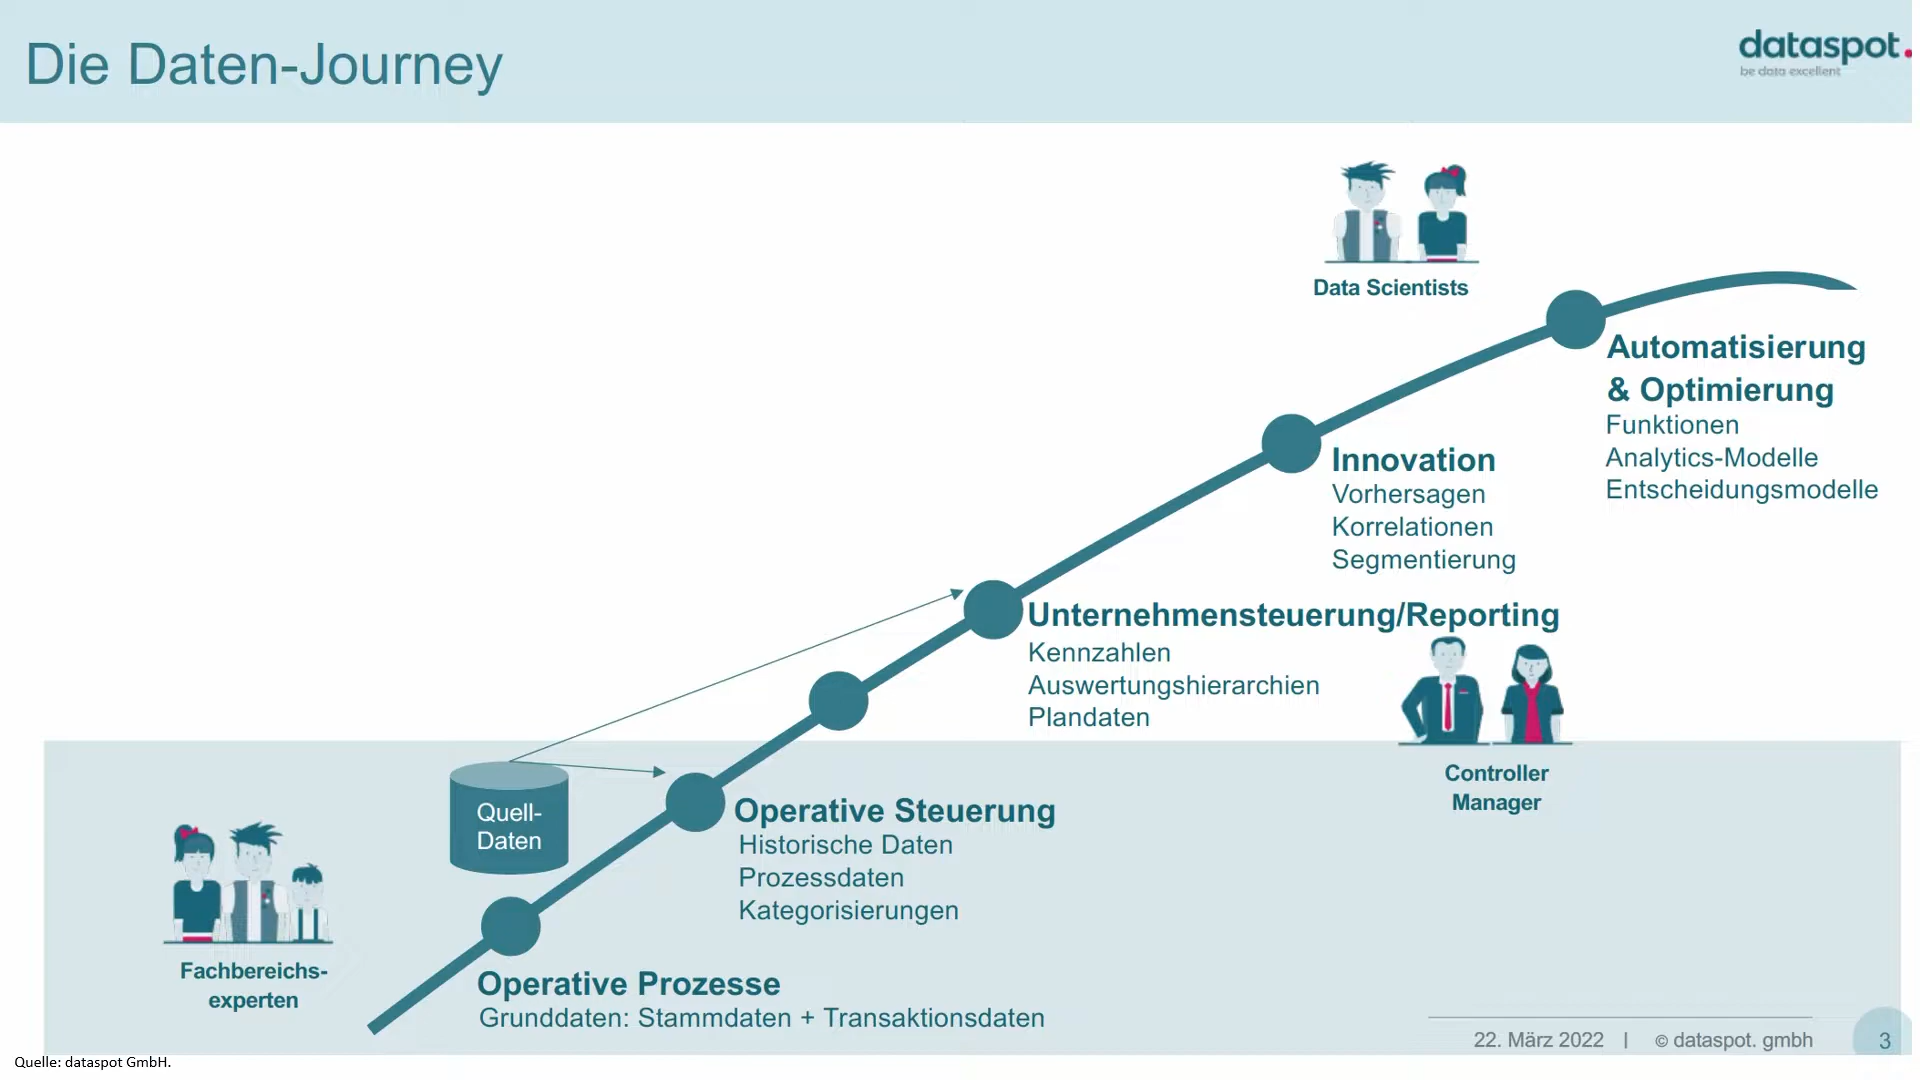 Die Daten-Journey
dataspot.
be data excellent
Data Scientists
Automatisierung
& Optimierung
Funktionen
Analytics-Modelle
Entscheidungsmodelle
Innovation
Vorhersagen
Korrelationen
Segmentierung
Unternehmensteuerung/Reporting
Kennzahlen
Auswertungshierarchien
Plandaten
Controller
Manager
Quell-
Daten
Operative Steuerung
Historische Daten
Prozessdaten
Kategorisierungen
Fachbereichs-
experten
Operative Prozesse
Grunddaten: Stammdaten + Transaktionsdaten
22. März 2022 | © dataspot. gmbh 3
Quelle: dataspot GmbH.